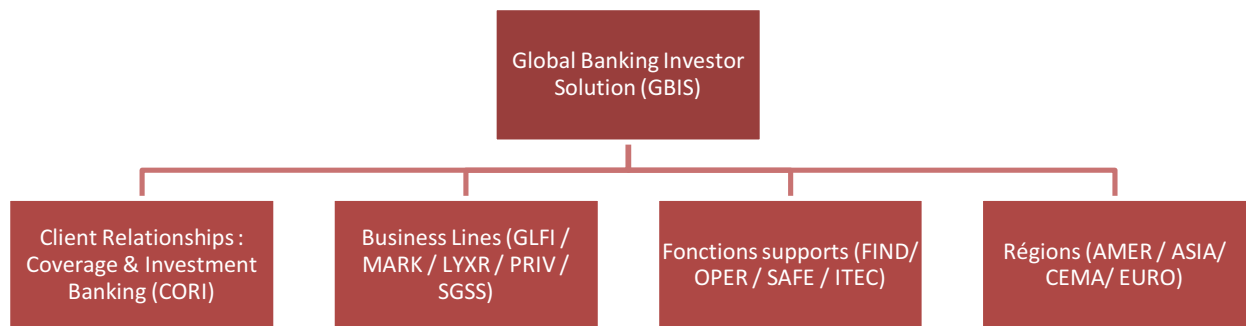 Global Banking Investor
Solution (GBIS)
Client Relationships :
Coverage & Investment
Banking (CORI)
Business Lines (GLFI /
MARK / LYXR / PRIV /
SGSS)
Fonctions supports (FIND/
OPER / SAFE / ITEC)
Régions (AMER / ASIA/
CEMA/ EURO)